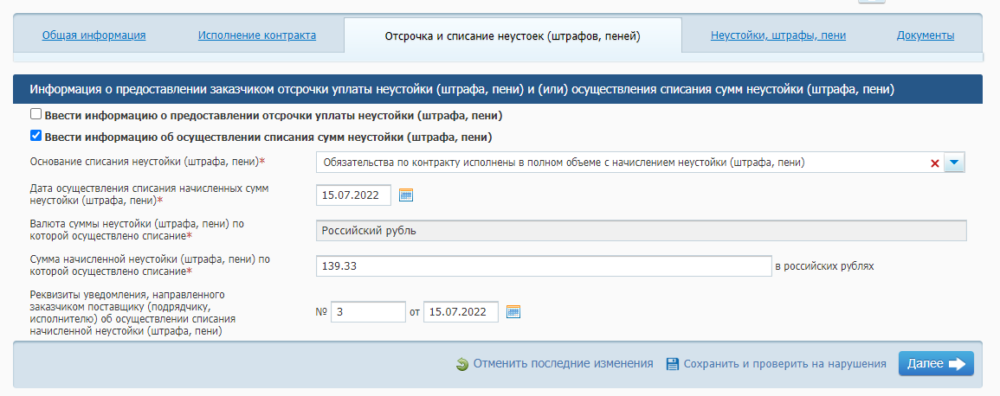 Общая информация
Исполнение контракта
Отсрочка и списание неустоек (штрафов, пеней)
Неустойки, штрафы, пени
Документы
Информация о предоставлении заказчиком отсрочки уплаты неустойки (штрафа, пени) и (или) осуществления списания сумм неустойки (штрафа, пени)
Ввести информацию о предоставлении отсрочки уплаты неустойки (штрафа, пени)
Ввести информацию об осуществлении списания сумм неустойки (штрафа, пени)
Основание списания неустойки (штрафа, пени)*
Обязательства по контракту исполнены в полном объеме с начислением неустойки (штрафа, пени)
Дата осуществления списания начисленных сумм
неустойки (штрафа, пени)*
15.07.2022
Валюта суммы неустойки (штрафа, пени) по
которой осуществлено списание*
Российский рубль
Сумма начисленной неустойки (штрафа, пени) по
которой осуществлено списание*
139.33 в российских рублях
Реквизиты уведомления, направленного
заказчиком поставщику (подрядчику,
исполнителю) об осуществлении списания
начисленной неустойки (штрафа, пени)
№ 3 от 15.07.2022
Отменить последние изменения
Сохранить и проверить на нарушения
Далее